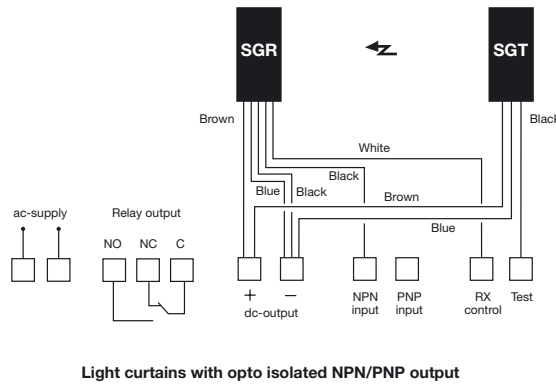 SGR
SGT
Brown
Black
White
Black
Blue
Black
Brown
Blue
ac-supply
Relay output
NO
NC
C
+
−
dc-output
NPN
input
PNP
input
RX
control
Test
Light curtains with opto isolated NPN/PNP output